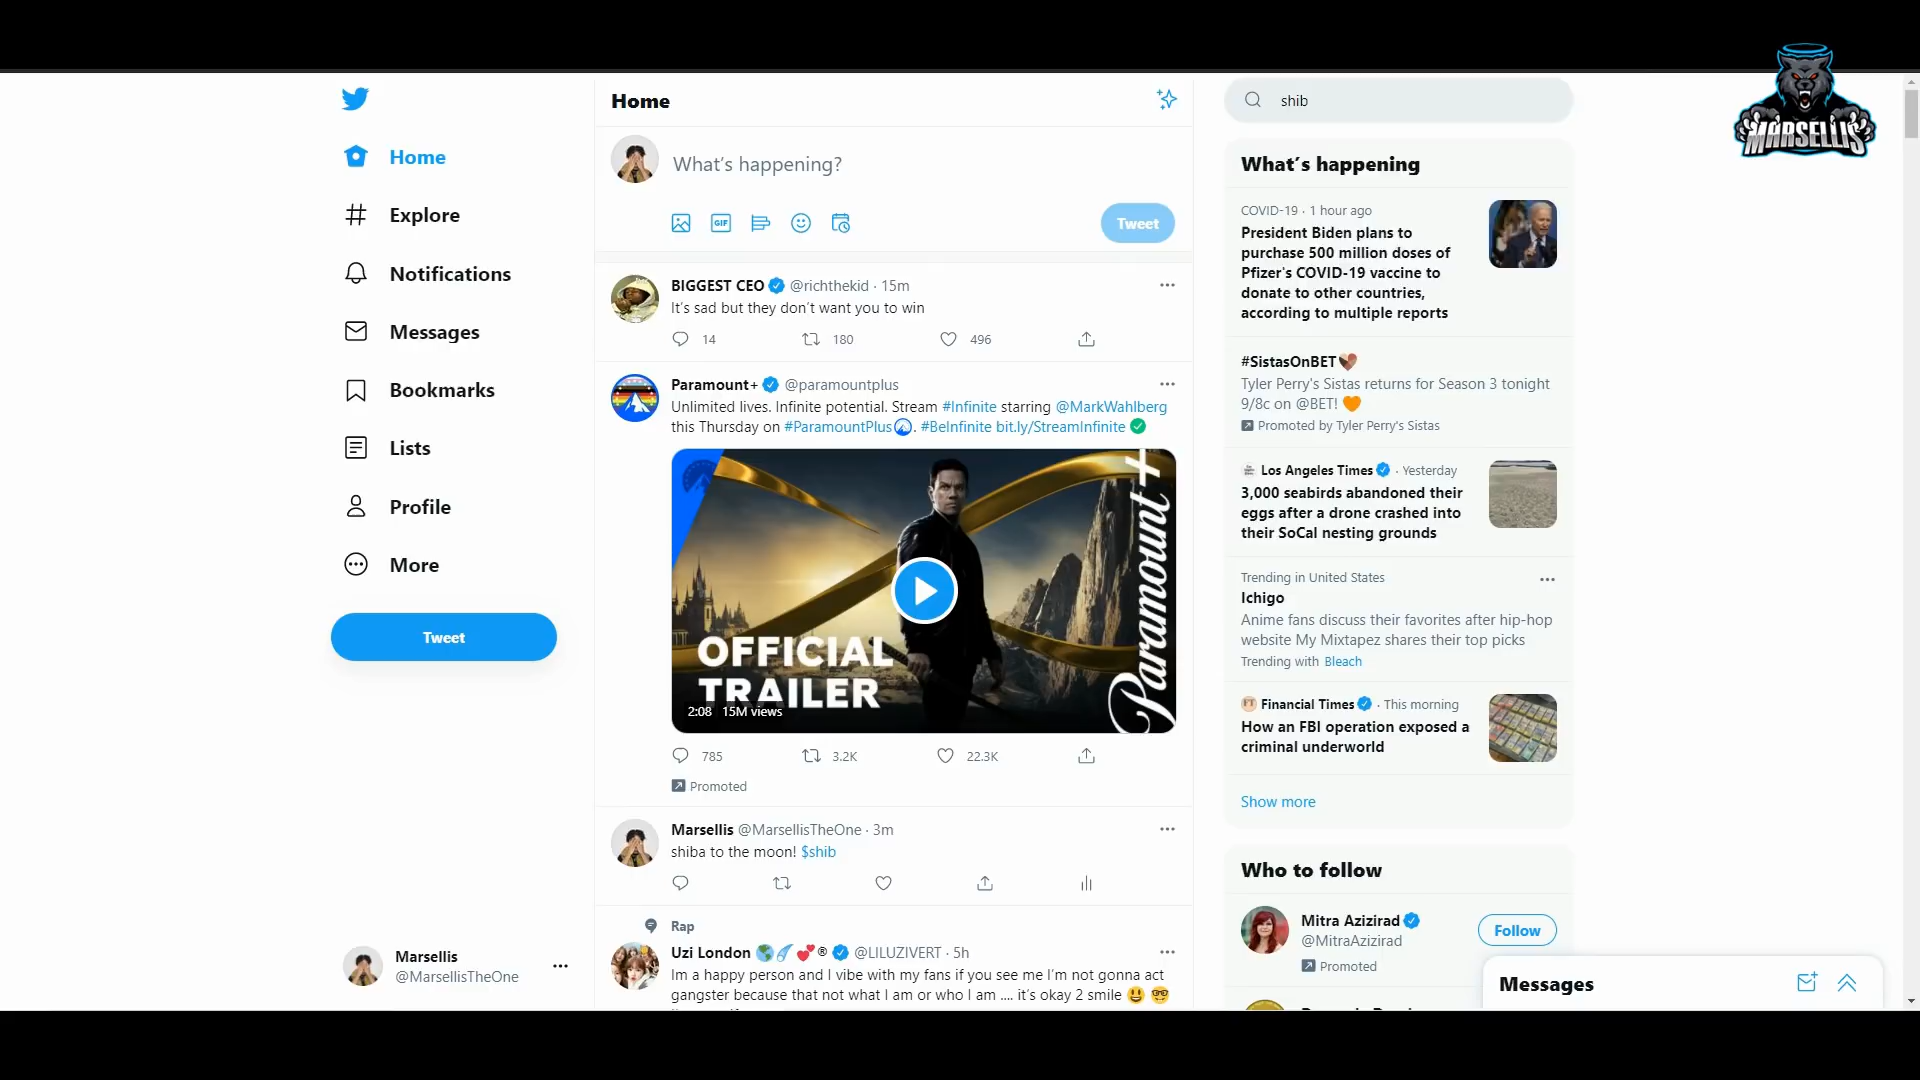 Home
shib
MARSELLIS
Home
Explore
Notifications
Messages
Bookmarks
Lists
Profile
More
Tweet
Marsellis
@MarsellisTheOne
What's happening?
GIF
Tweet
BIGGEST CEO @richthekid · 15m
It's sad but they don't want you to win
14 180 496
Paramount+ @paramountplus
Unlimited lives. Infinite potential. Stream #Infinite starring @MarkWahlberg
this Thursday on #ParamountPlus. #BeInfinite bit.ly/StreamInfinite
Paramount+
OFFICIAL
TRAILER
2:08 15M views
785 3.2K 22.3K
Promoted
Marsellis @MarsellisTheOne · 3m
shiba to the moon! $shib
Rap
Uzi London 🌎☄️💕® @LILUZIVERT · 5h
Im a happy person and I vibe with my fans if you see me I'm not gonna act
gangster because that not what I am or who I am .... it's okay 2 smile 😃 🤓
What's happening
COVID-19 · 1 hour ago
President Biden plans to
purchase 500 million doses of
Pfizer's COVID-19 vaccine to
donate to other countries,
according to multiple reports
#SistasOnBET
Tyler Perry's Sistas returns for Season 3 tonight
9/8c on @BET! 🧡
Promoted by Tyler Perry's Sistas
Los Angeles Times · Yesterday
3,000 seabirds abandoned their
eggs after a drone crashed into
their SoCal nesting grounds
Trending in United States
Ichigo
Anime fans discuss their favorites after hip-hop
website My Mixtapez shares their top picks
Trending with Bleach
FT Financial Times · This morning
How an FBI operation exposed a
criminal underworld
Show more
Who to follow
Mitra Azizirad
@MitraAzizirad
Promoted
Follow
Messages